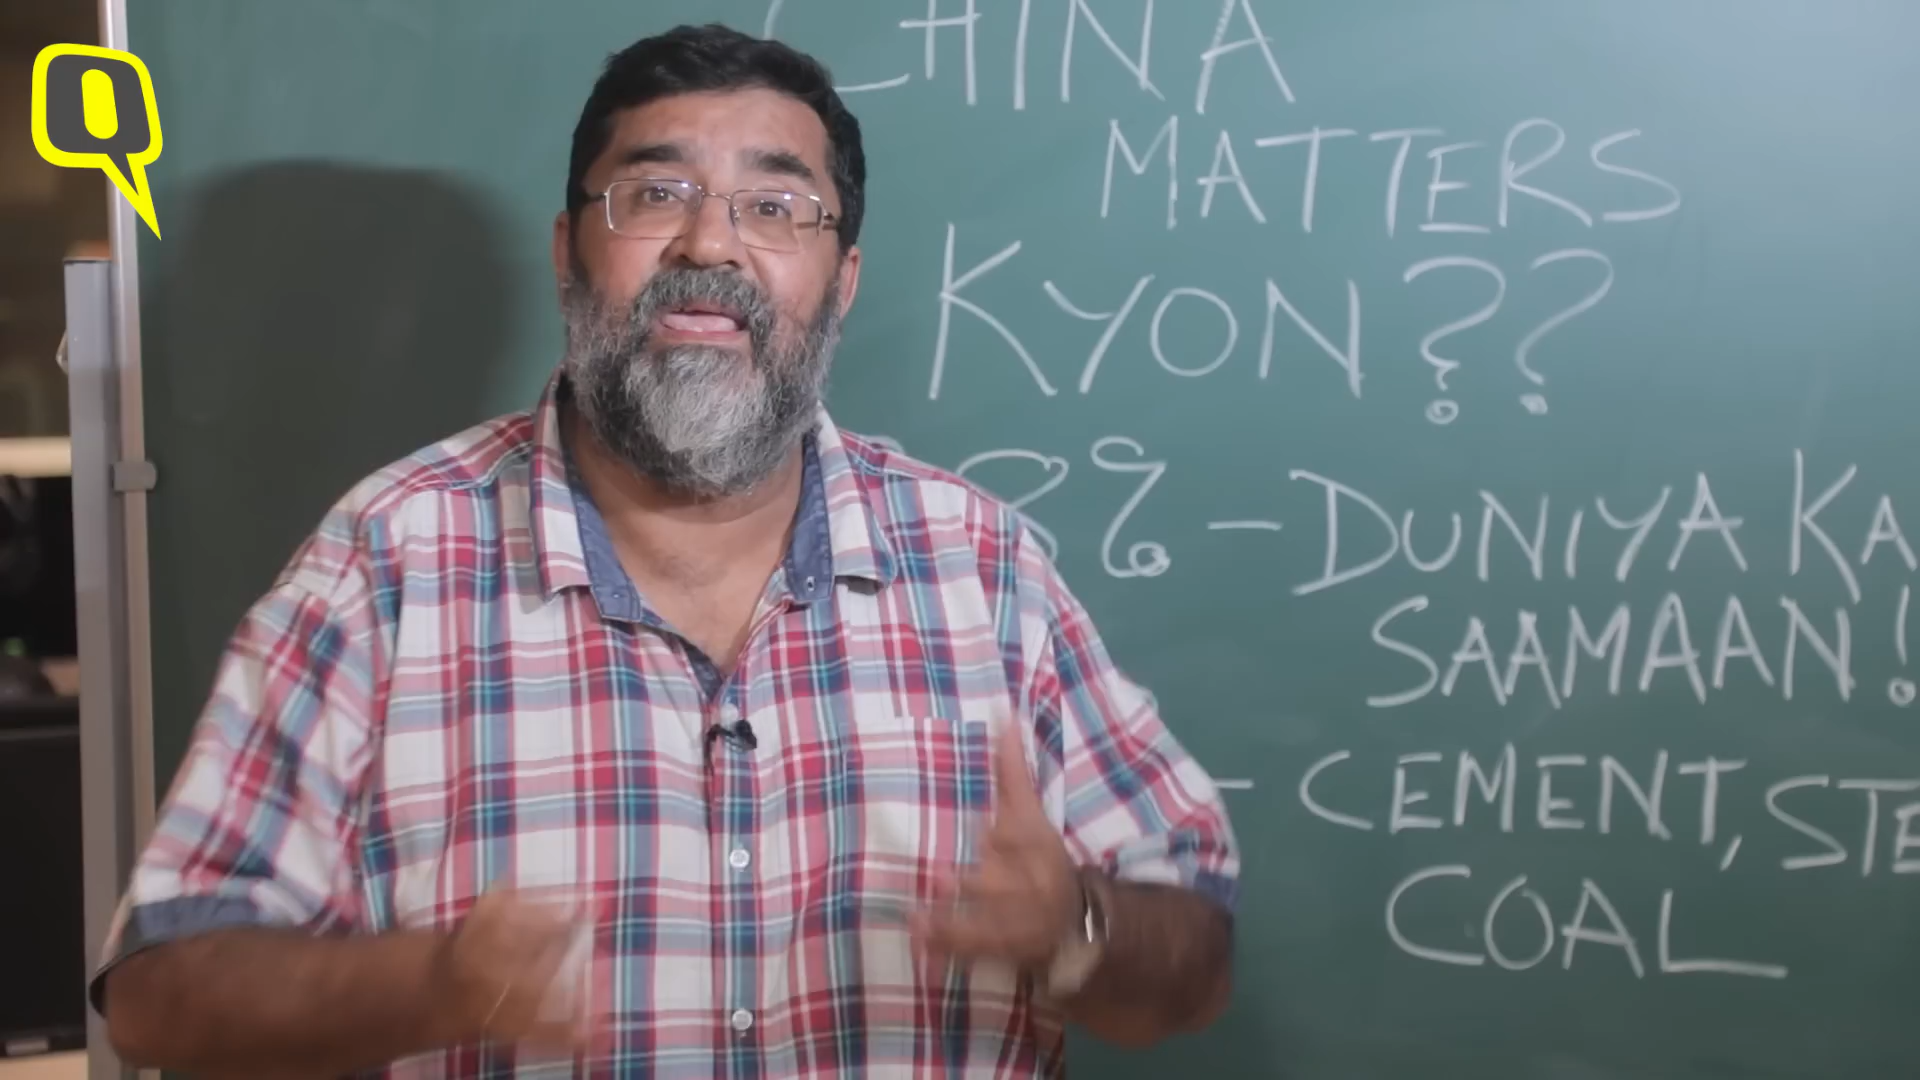 Q
CHINA
MATTERS
KYON??
– DUNIYA KA
SAAMAAN!
– CEMENT, STE
COAL